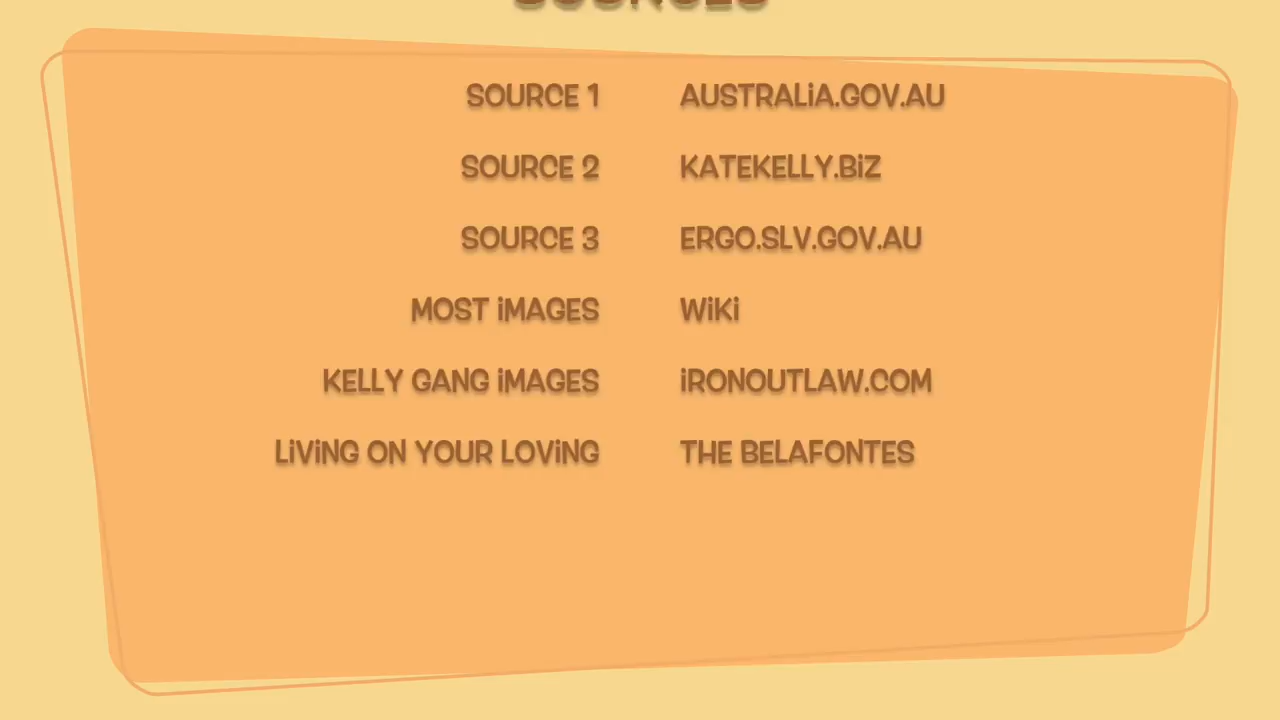 SOURCES
SOURCE 1 AUSTRALiA.GOV.AU
SOURCE 2 KATEKELLY.BiZ
SOURCE 3 ERGO.SLV.GOV.AU
MOST iMAGES WiKi
KELLY GANG iMAGES iRONOUTLAW.COM
LiViNG ON YOUR LOViNG THE BELAFONTES